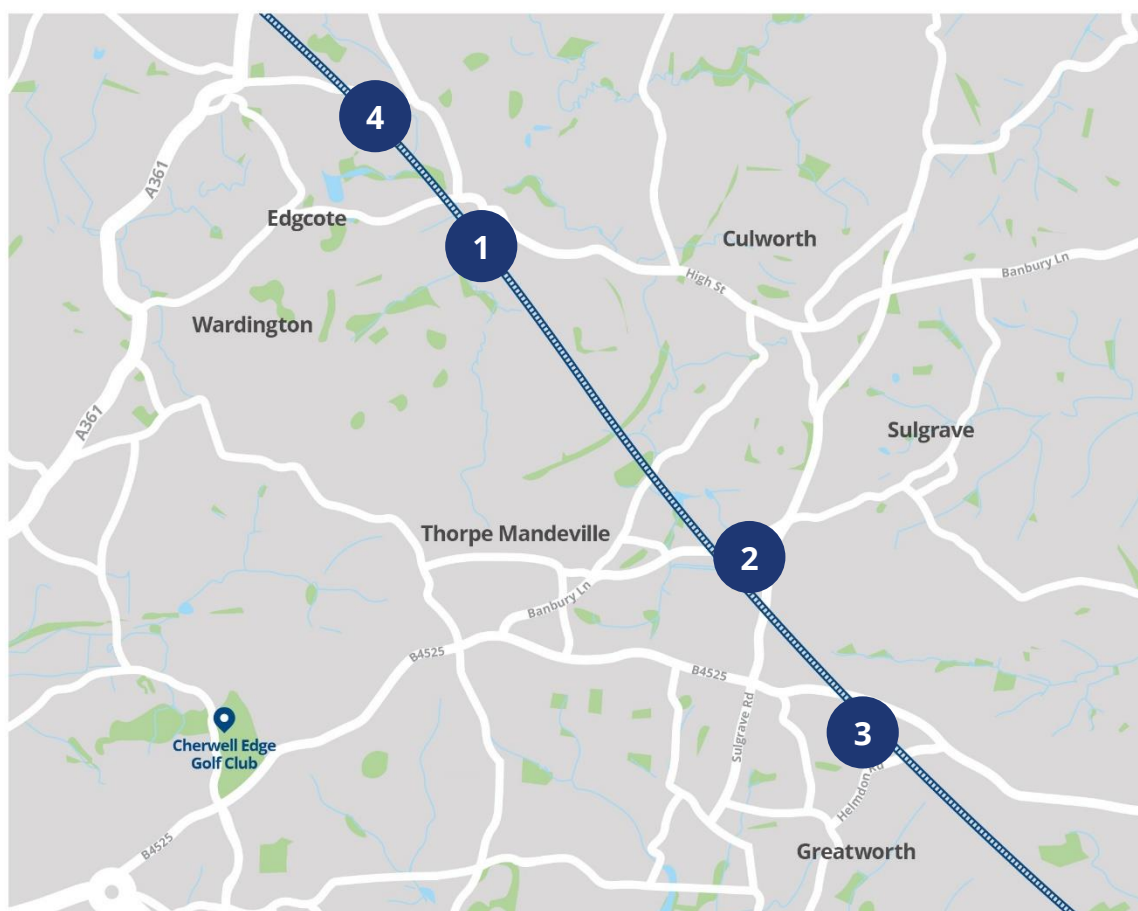 4
A361
Edgcote
1
Culworth
High St
Banbury Ln
Wardington
A361
Sulgrave
Thorpe Mandeville
2
Banbury Ln
B4525
B4525
Sulgrave Rd
3
Cherwell Edge
Golf Club
Helmdon Rd
B4525
Greatworth